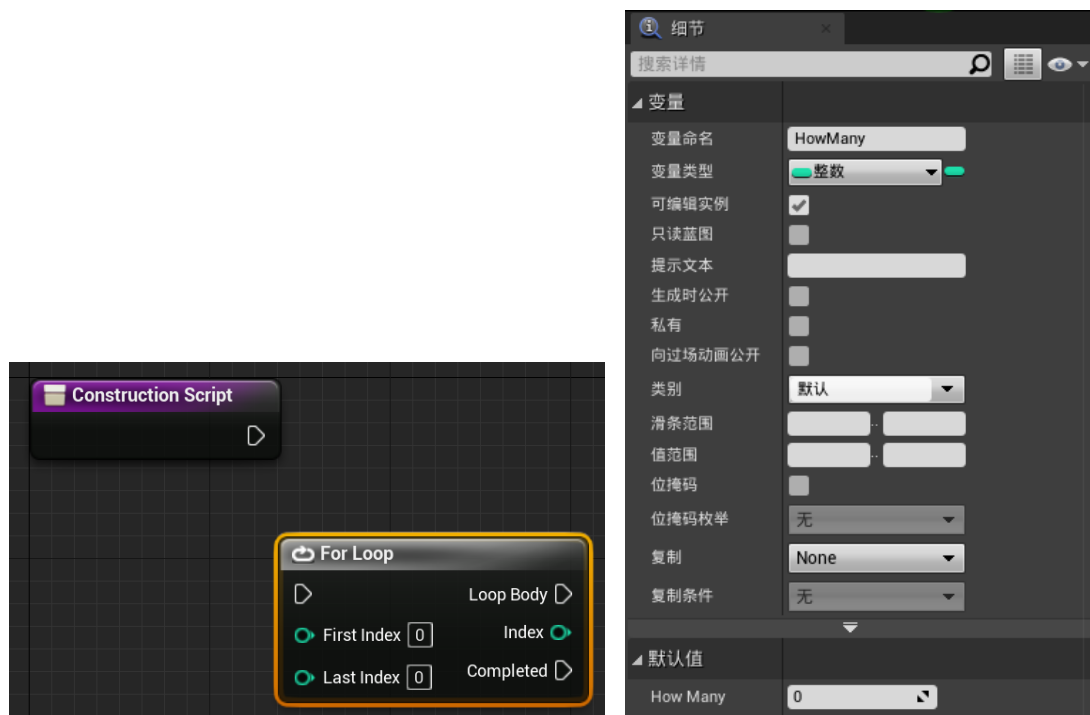 Construction Script
For Loop
Loop Body
First Index 0
Index
Last Index 0
Completed
细节
搜索详情
变量
变量命名 HowMany
变量类型 整数
可编辑实例
只读蓝图
提示文本
生成时公开
私有
向过场动画公开
类别 默认
滑条范围 ..
值范围 ..
位掩码
位掩码枚举 无
复制 None
复制条件 无
默认值
How Many 0